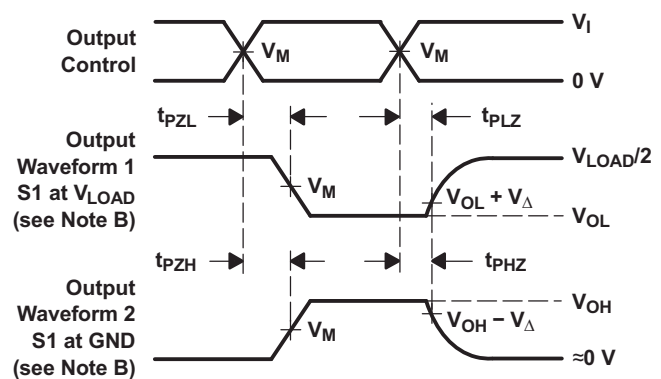 Output
Control
V_M
V_M
V_I
0 V
t_PZL
t_PLZ
Output
Waveform 1
S1 at V_LOAD
(see Note B)
V_M
V_LOAD/2
V_OL + V_Δ
V_OL
t_PZH
t_PHZ
Output
Waveform 2
S1 at GND
(see Note B)
V_M
V_OH
V_OH − V_Δ
≈0 V